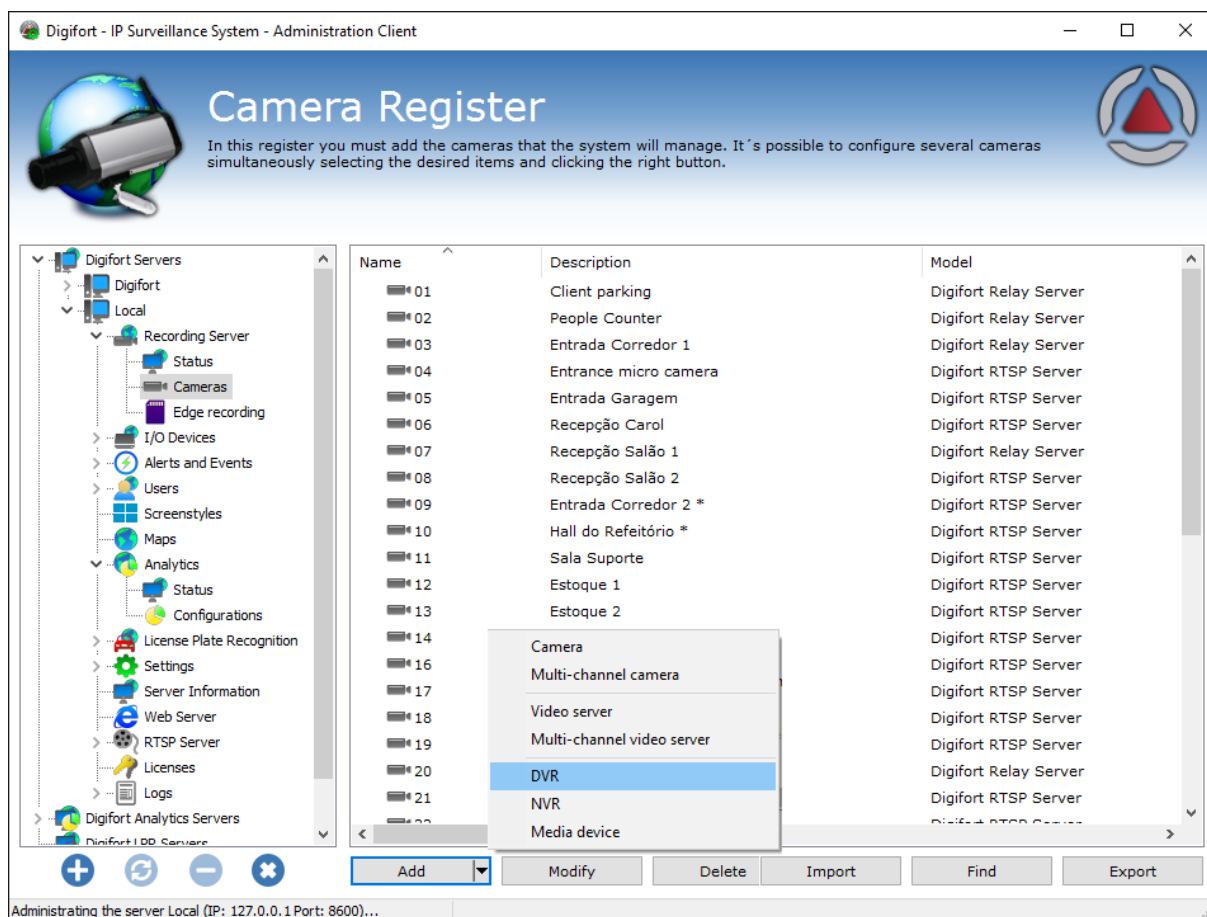 Digifort - IP Surveillance System - Administration Client
Camera Register
In this register you must add the cameras that the system will manage. It´s possible to configure several cameras
simultaneously selecting the desired items and clicking the right button.
Digifort Servers
Digifort
Local
Recording Server
Status
Cameras
Edge recording
I/O Devices
Alerts and Events
Users
Screenstyles
Maps
Analytics
Status
Configurations
License Plate Recognition
Settings
Server Information
Web Server
RTSP Server
Licenses
Logs
Digifort Analytics Servers
Digifort LPR Servers
Name Description Model
01 Client parking Digifort Relay Server
02 People Counter Digifort Relay Server
03 Entrada Corredor 1 Digifort Relay Server
04 Entrance micro camera Digifort RTSP Server
05 Entrada Garagem Digifort RTSP Server
06 Recepção Carol Digifort RTSP Server
07 Recepção Salão 1 Digifort Relay Server
08 Recepção Salão 2 Digifort RTSP Server
09 Entrada Corredor 2 * Digifort RTSP Server
10 Hall do Refeitório * Digifort RTSP Server
11 Sala Suporte Digifort RTSP Server
12 Estoque 1 Digifort RTSP Server
13 Estoque 2 Digifort RTSP Server
14 Digifort RTSP Server
16 Digifort RTSP Server
17 Digifort RTSP Server
18 Digifort RTSP Server
19 Digifort RTSP Server
20 Digifort Relay Server
21 Digifort RTSP Server
22 Digifort RTSP Server
Camera
Multi-channel camera
Video server
Multi-channel video server
DVR
NVR
Media device
Add Modify Delete Import Find Export
Administrating the server Local (IP: 127.0.0.1 Port: 8600)...